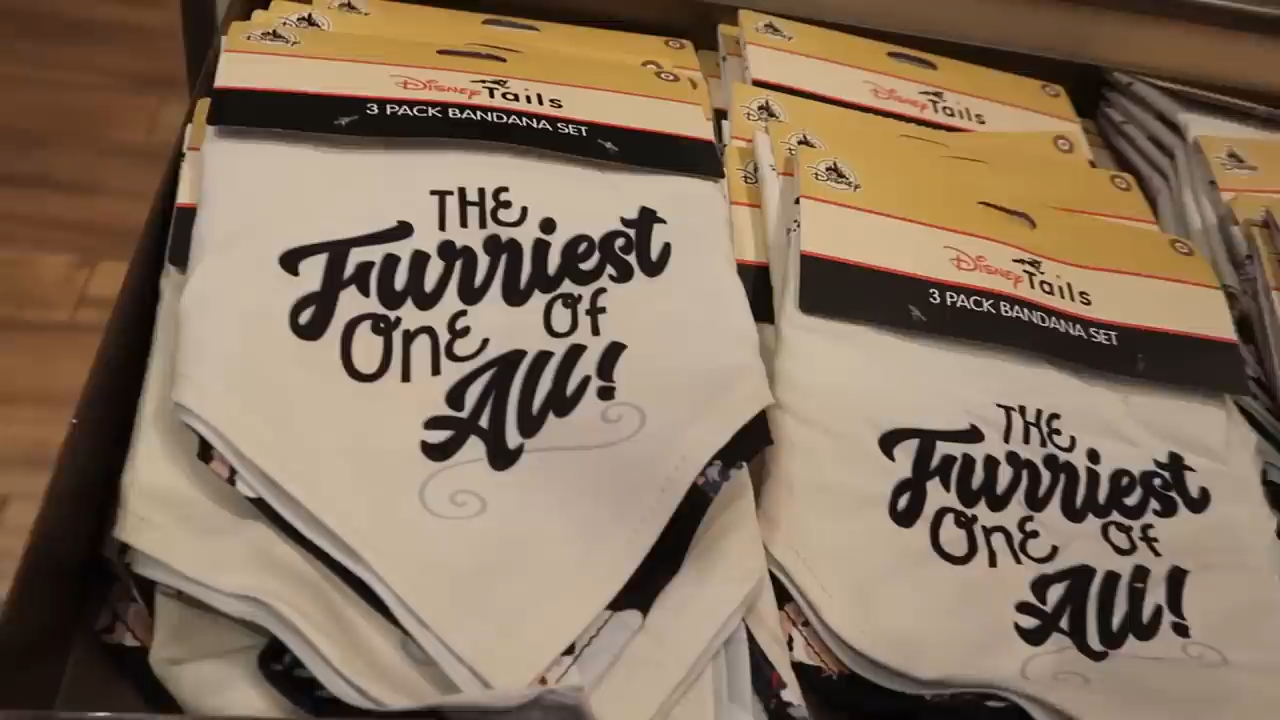 Disney Tails
3 PACK BANDANA SET
THE
Furriest
One Of
All!
Disney Tails
Disney
Disney Tails
3 PACK BANDANA SET
THE
Furriest
One Of
All!